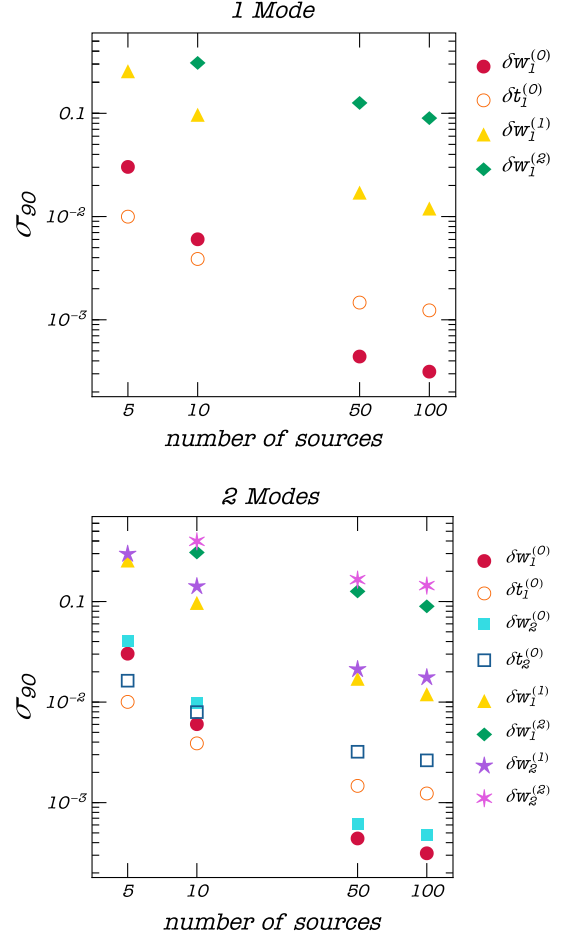 1 Mode
0.1
10⁻²
10⁻³
σ90
5 10 50 100
number of sources
δw₁⁽⁰⁾
δt₁⁽⁰⁾
δw₁⁽¹⁾
δw₁⁽²⁾
2 Modes
0.1
10⁻²
10⁻³
σ90
5 10 50 100
number of sources
δw₁⁽⁰⁾
δt₁⁽⁰⁾
δw₂⁽⁰⁾
δt₂⁽⁰⁾
δw₁⁽¹⁾
δw₁⁽²⁾
δw₂⁽¹⁾
δw₂⁽²⁾